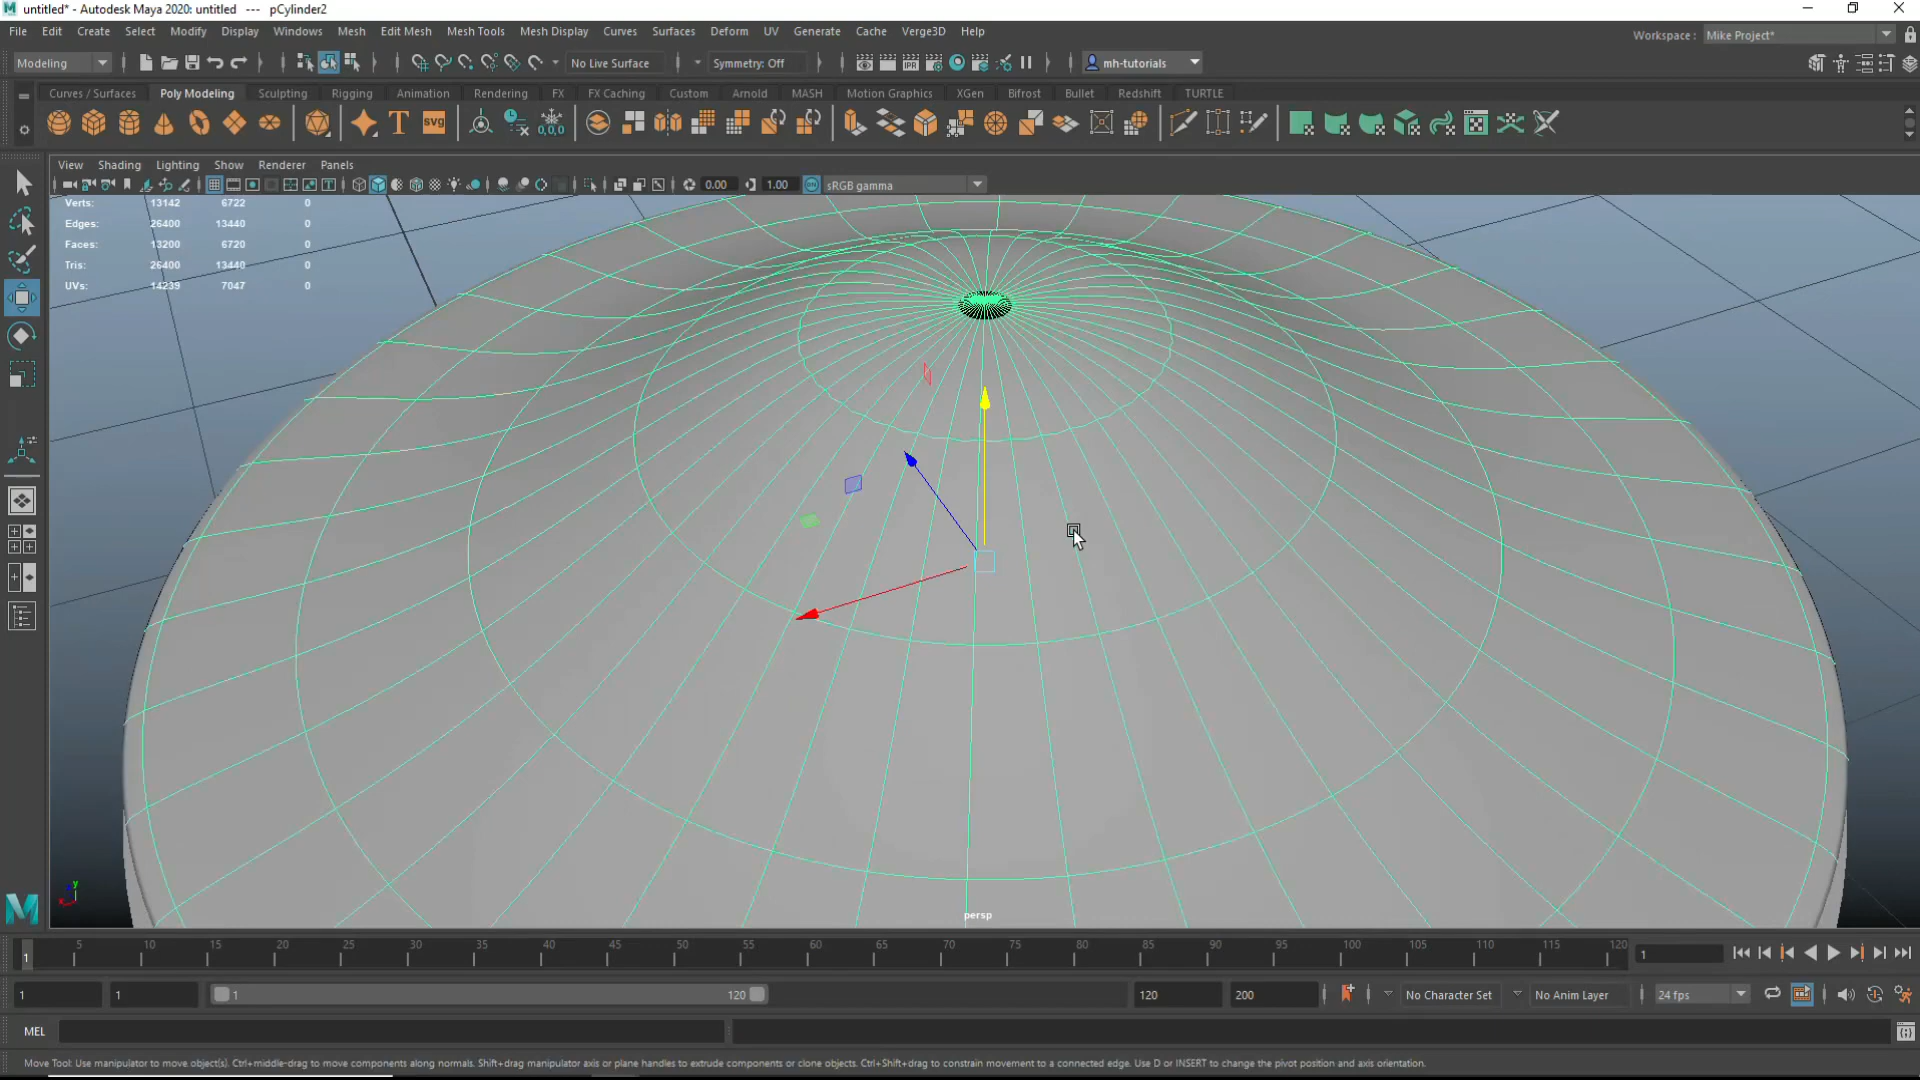 untitled* - Autodesk Maya 2020: untitled --- pCylinder2
File Edit Create Select Modify Display Windows Mesh Edit Mesh Mesh Tools Mesh Display Curves Surfaces Deform UV Generate Cache Arnold Verge3D Help
Workspace : Mike Project*
Modeling No Live Surface Symmetry: Off mh-tutorials
Curves / Surfaces Poly Modeling Sculpting Rigging Animation Rendering FX FX Caching Custom Arnold MASH Motion Graphics XGen Bifrost Bullet Redshift TURTLE
SVG 0,0,0
View Shading Lighting Show Renderer Panels
0.00 1.00 sRGB gamma
Verts: 13142 6722 0
Edges: 26400 13440 0
Faces: 13200 6720 0
Tris: 26400 13440 0
UVs: 14239 7047 0
persp
5 10 15 20 25 30 35 40 45 50 55 60 65 70 75 80 85 90 95 100 105 110 115 120
1 1
1 1 1 120 120 200 No Character Set No Anim Layer 24 fps
MEL
Move Tool: Use manipulator to move object(s). Ctrl+middle-drag to move components along normals. Shift+drag manipulator axis or plane handles to extrude components or clone objects. Ctrl+Shift+drag to constrain movement to a connected edge. Use D or INSERT to change the pivot position and axis orientation.